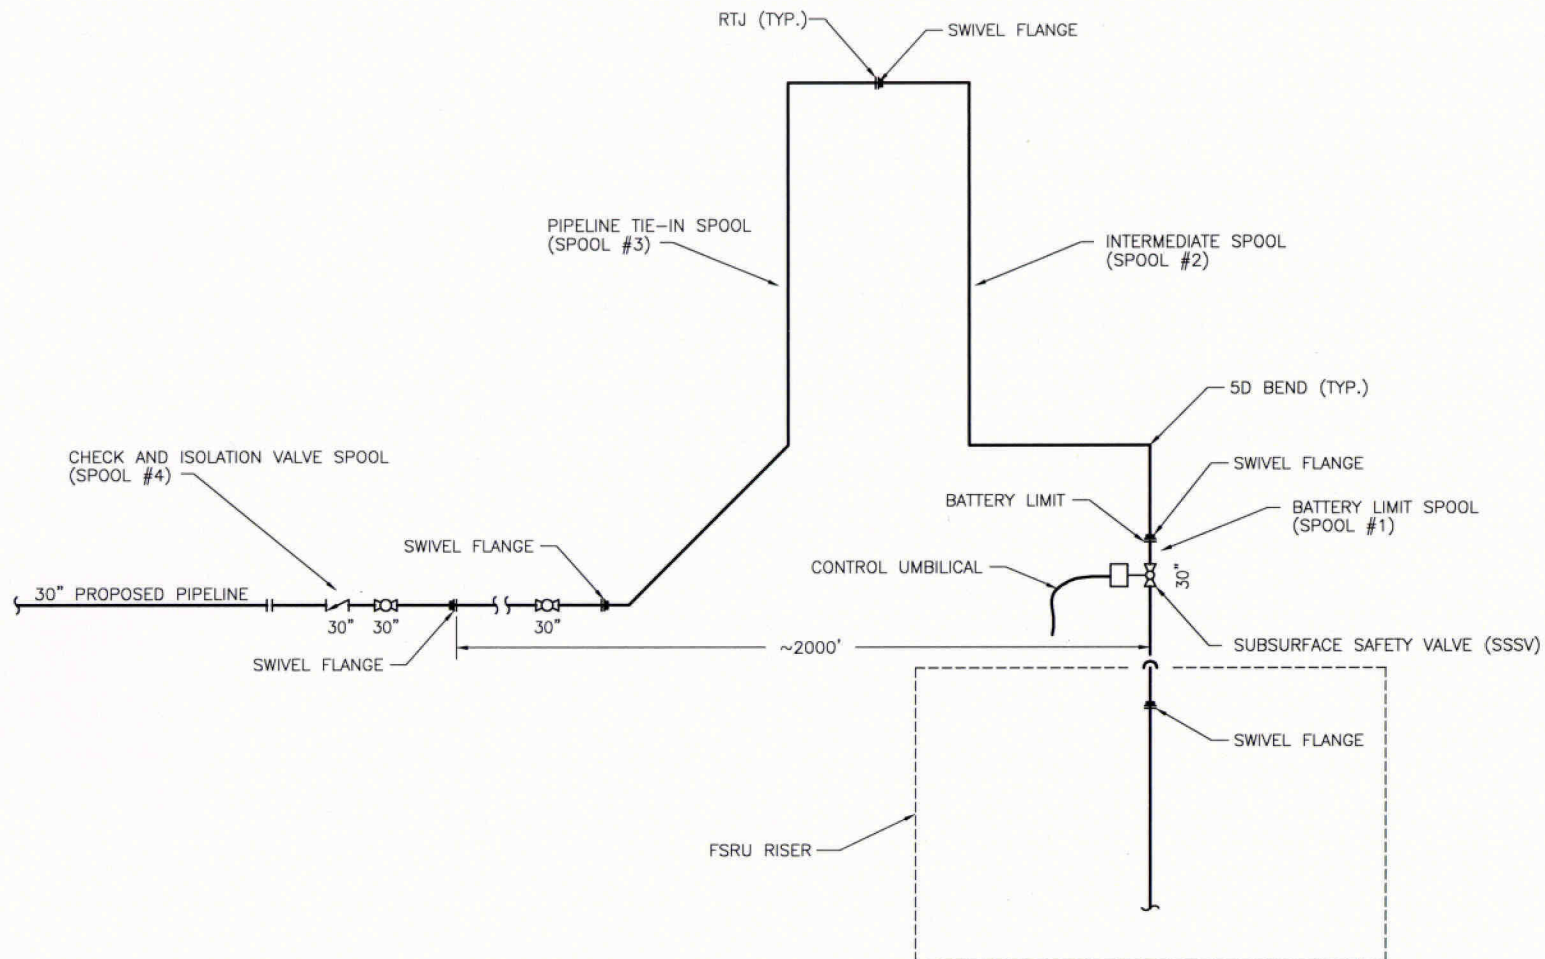 RTJ (TYP.)
SWIVEL FLANGE
PIPELINE TIE-IN SPOOL
(SPOOL #3)
INTERMEDIATE SPOOL
(SPOOL #2)
5D BEND (TYP.)
CHECK AND ISOLATION VALVE SPOOL
(SPOOL #4)
SWIVEL FLANGE
BATTERY LIMIT
BATTERY LIMIT SPOOL
(SPOOL #1)
SWIVEL FLANGE
CONTROL UMBILICAL
30"
30" PROPOSED PIPELINE
30"
30"
30"
SWIVEL FLANGE
~2000'
SUBSURFACE SAFETY VALVE (SSSV)
SWIVEL FLANGE
FSRU RISER